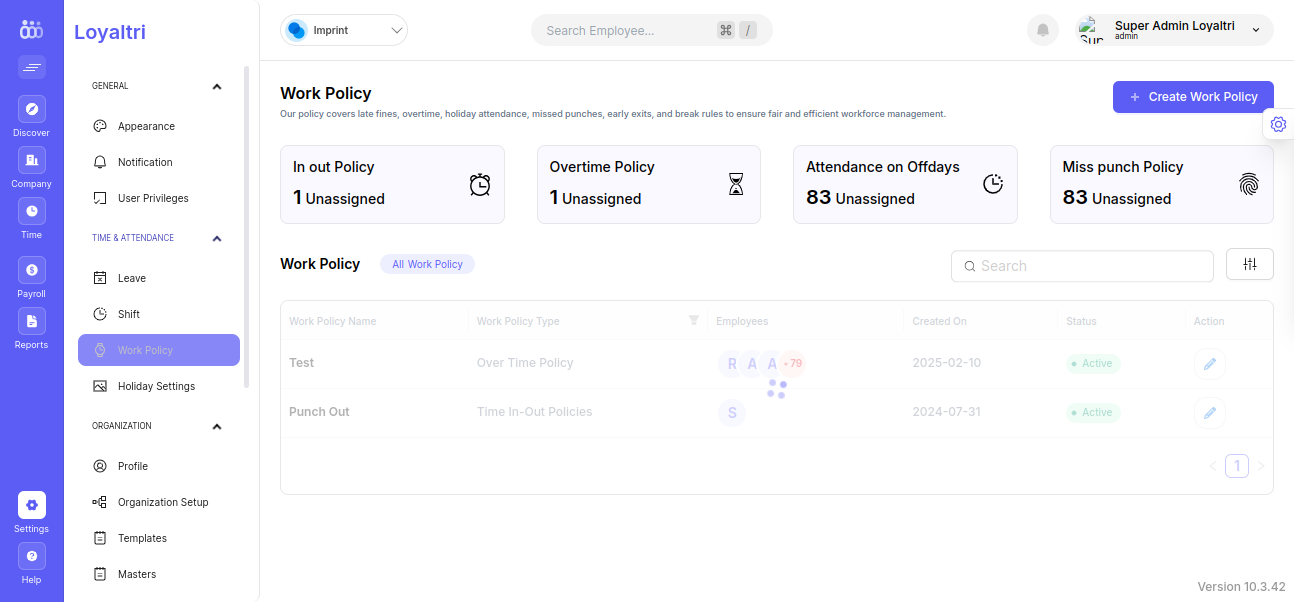 Loyaltri
Imprint
Search Employee...
⌘ /
Super Admin Loyaltri
admin
Discover
Company
Time
Payroll
Reports
Settings
Help
GENERAL
Appearance
Notification
User Privileges
TIME & ATTENDANCE
Leave
Shift
Work Policy
Holiday Settings
ORGANIZATION
Profile
Organization Setup
Templates
Masters
Work Policy
Our policy covers late fines, overtime, holiday attendance, missed punches, early exits, and break rules to ensure fair and efficient workforce management.
+ Create Work Policy
In out Policy
1 Unassigned
Overtime Policy
1 Unassigned
Attendance on Offdays
83 Unassigned
Miss punch Policy
83 Unassigned
Work Policy
All Work Policy
Search
Work Policy Name Work Policy Type Employees Created On Status Action
Test Over Time Policy R A A +79 2025-02-10 Active
Punch Out Time In-Out Policies S 2024-07-31 Active
< 1 >
Version 10.3.42